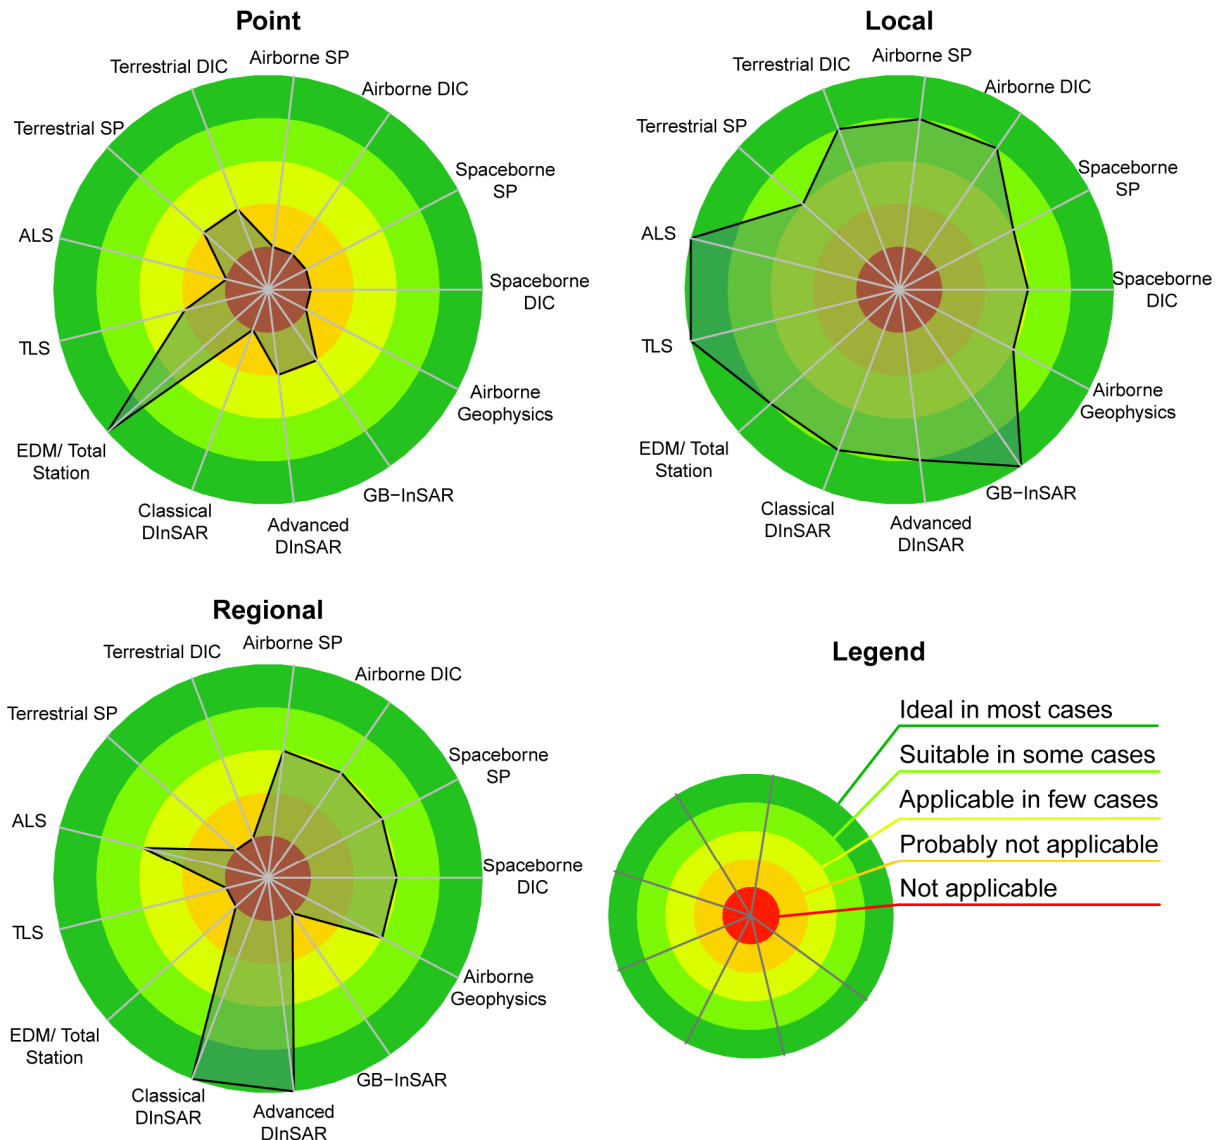 Point
Airborne SP
Terrestrial DIC
Airborne DIC
Terrestrial SP
Spaceborne
SP
ALS
Spaceborne
DIC
TLS
Airborne
Geophysics
EDM/ Total
Station
GB−InSAR
Classical
DInSAR
Advanced
DInSAR
Local
Airborne SP
Terrestrial DIC
Airborne DIC
Terrestrial SP
Spaceborne
SP
ALS
Spaceborne
DIC
TLS
Airborne
Geophysics
EDM/ Total
Station
GB−InSAR
Classical
DInSAR
Advanced
DInSAR
Regional
Airborne SP
Terrestrial DIC
Airborne DIC
Terrestrial SP
Spaceborne
SP
ALS
Spaceborne
DIC
TLS
Airborne
Geophysics
EDM/ Total
Station
GB−InSAR
Classical
DInSAR
Advanced
DInSAR
Legend
Ideal in most cases
Suitable in some cases
Applicable in few cases
Probably not applicable
Not applicable